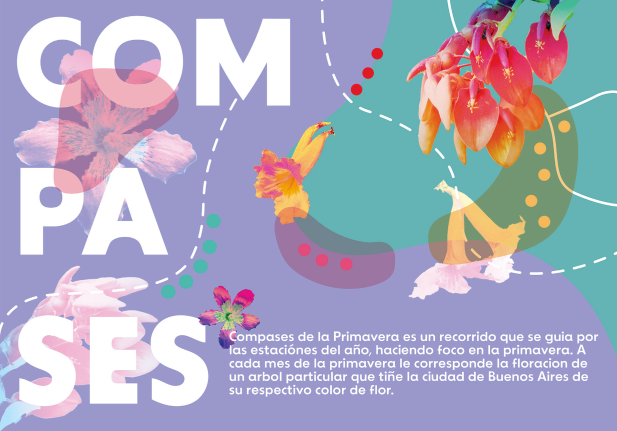 COM
PA
SES
Compases de la Primavera es un recorrido que se guia por
las estaciónes del año, haciendo foco en la primavera. A
cada mes de la primavera le corresponde la floracion de
un arbol particular que tiñe la ciudad de Buenos Aires de
su respectivo color de flor.